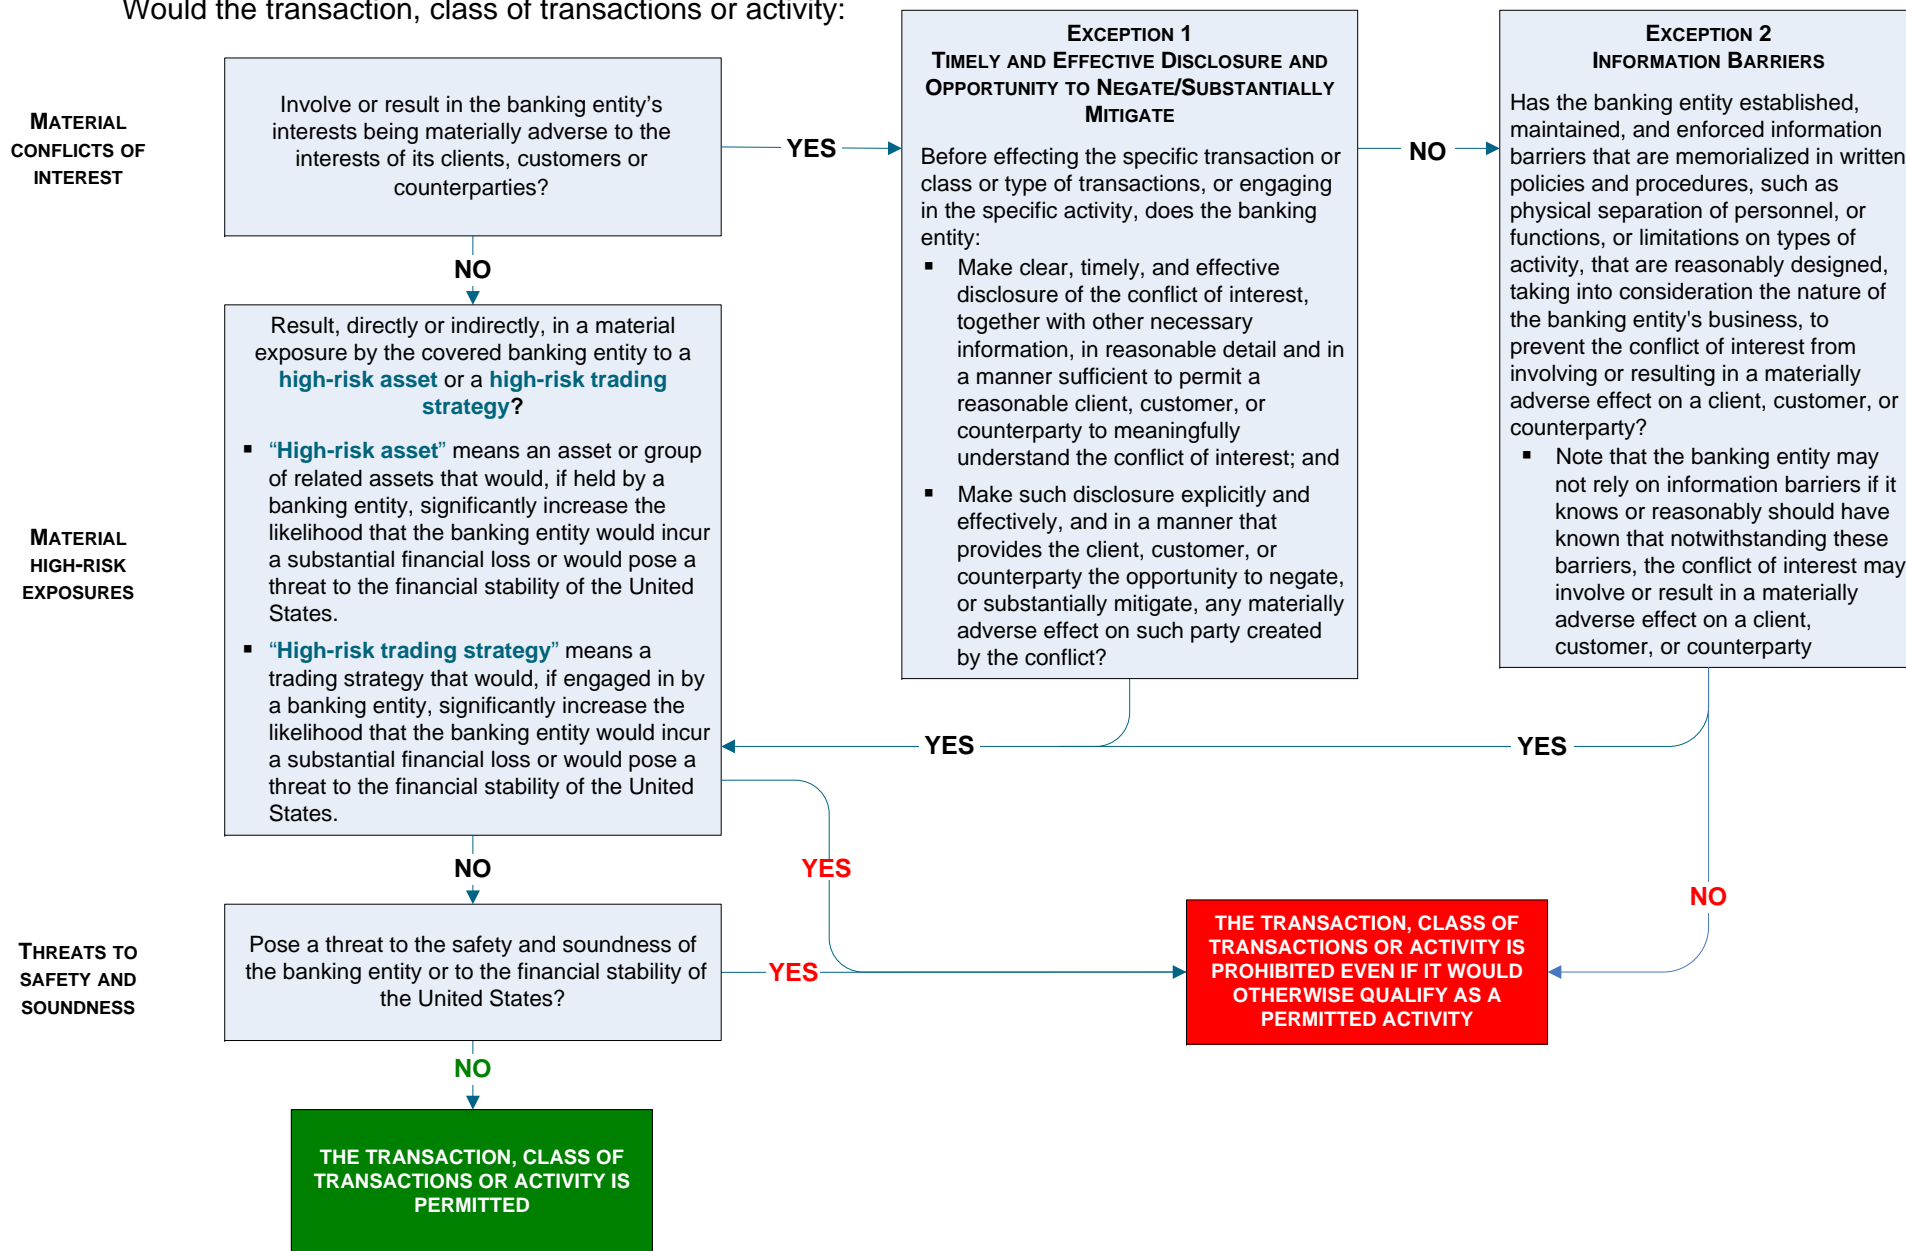 Would the transaction, class of transactions or activity:
MATERIAL
CONFLICTS OF
INTEREST
Involve or result in the banking entity's
interests being materially adverse to the
interests of its clients, customers or
counterparties?
YES
EXCEPTION 1
TIMELY AND EFFECTIVE DISCLOSURE AND
OPPORTUNITY TO NEGATE/SUBSTANTIALLY
MITIGATE
Before effecting the specific transaction or
class or type of transactions, or engaging
in the specific activity, does the banking
entity:
▪ Make clear, timely, and effective
disclosure of the conflict of interest,
together with other necessary
information, in reasonable detail and in
a manner sufficient to permit a
reasonable client, customer, or
counterparty to meaningfully
understand the conflict of interest; and
▪ Make such disclosure explicitly and
effectively, and in a manner that
provides the client, customer, or
counterparty the opportunity to negate,
or substantially mitigate, any materially
adverse effect on such party created
by the conflict?
NO
EXCEPTION 2
INFORMATION BARRIERS
Has the banking entity established,
maintained, and enforced information
barriers that are memorialized in written
policies and procedures, such as
physical separation of personnel, or
functions, or limitations on types of
activity, that are reasonably designed,
taking into consideration the nature of
the banking entity's business, to
prevent the conflict of interest from
involving or resulting in a materially
adverse effect on a client, customer, or
counterparty?
▪ Note that the banking entity may
not rely on information barriers if it
knows or reasonably should have
known that notwithstanding these
barriers, the conflict of interest may
involve or result in a materially
adverse effect on a client,
customer, or counterparty
NO
MATERIAL
HIGH-RISK
EXPOSURES
Result, directly or indirectly, in a material
exposure by the covered banking entity to a
high-risk asset or a high-risk trading
strategy?
▪ “High-risk asset” means an asset or group
of related assets that would, if held by a
banking entity, significantly increase the
likelihood that the banking entity would incur
a substantial financial loss or would pose a
threat to the financial stability of the United
States.
▪ “High-risk trading strategy” means a
trading strategy that would, if engaged in by
a banking entity, significantly increase the
likelihood that the banking entity would incur
a substantial financial loss or would pose a
threat to the financial stability of the United
States.
YES
YES
NO
YES
NO
THREATS TO
SAFETY AND
SOUNDNESS
Pose a threat to the safety and soundness of
the banking entity or to the financial stability of
the United States?
YES
THE TRANSACTION, CLASS OF
TRANSACTIONS OR ACTIVITY IS
PROHIBITED EVEN IF IT WOULD
OTHERWISE QUALIFY AS A
PERMITTED ACTIVITY
NO
THE TRANSACTION, CLASS OF
TRANSACTIONS OR ACTIVITY IS
PERMITTED